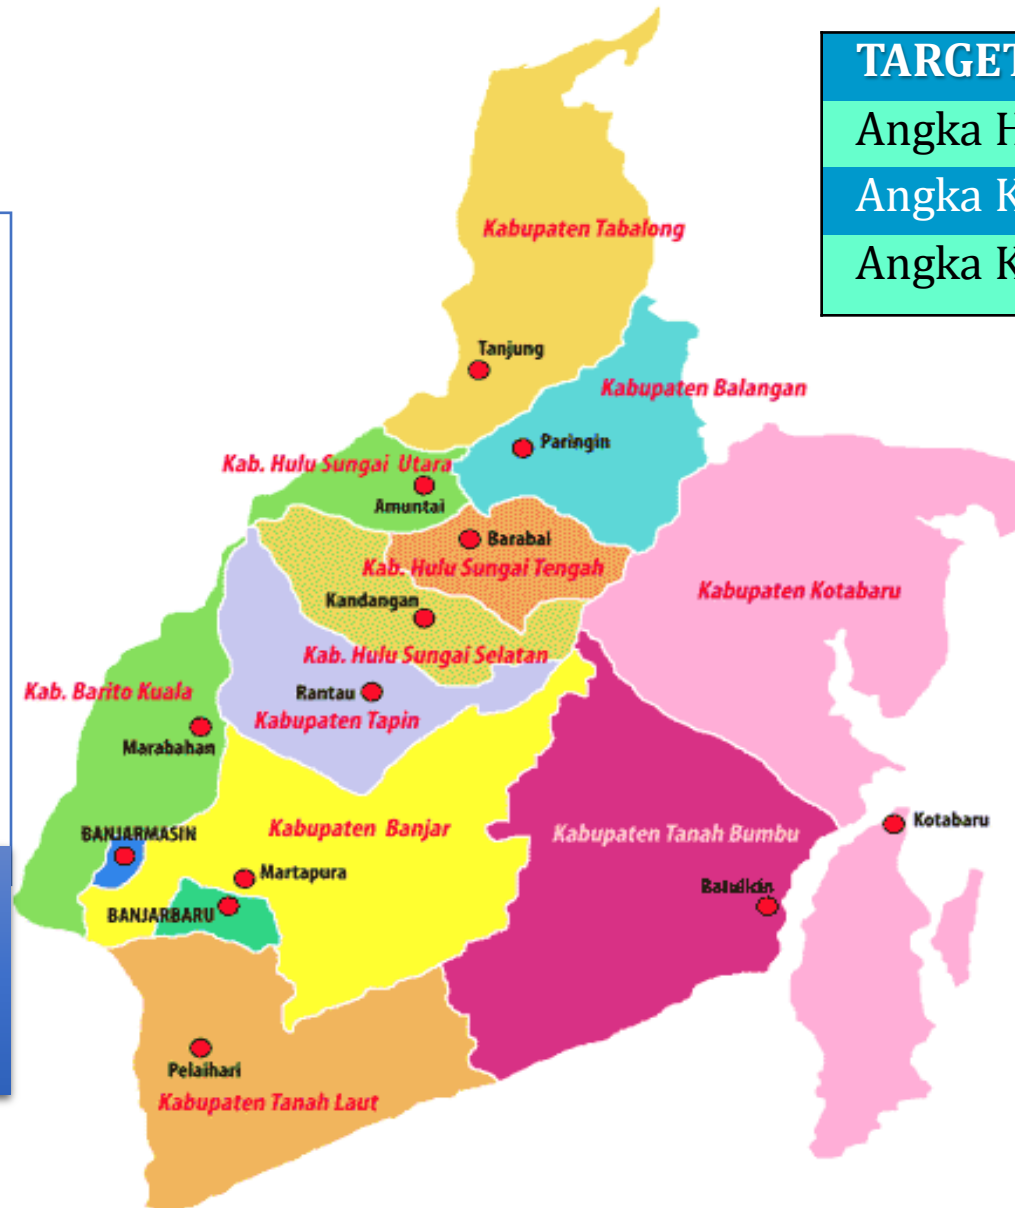 TARGET
Angka H
Angka K
Angka K
Kabupaten Tabalong
Tanjung
Kabupaten Balangan
Paringin
Kab. Hulu Sungai Utara
Amuntai
Barabai
Kab. Hulu Sungai Tengah
Kandangan
Kabupaten Kotabaru
Kab. Hulu Sungai Selatan
Kab. Barito Kuala
Rantau
Kabupaten Tapin
Marabahan
BANJARMASIN
Kabupaten Banjar
Kabupaten Tanah Bumbu
Kotabaru
Martapura
Batulicin
BANJARBARU
Pelaihari
Kabupaten Tanah Laut